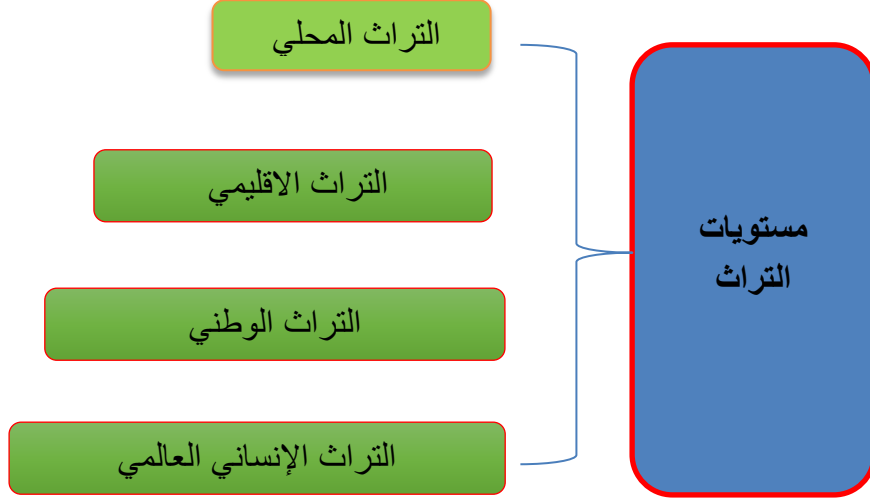 مستويات
التراث
التراث المحلي
التراث الاقليمي
التراث الوطني
التراث الإنساني العالمي